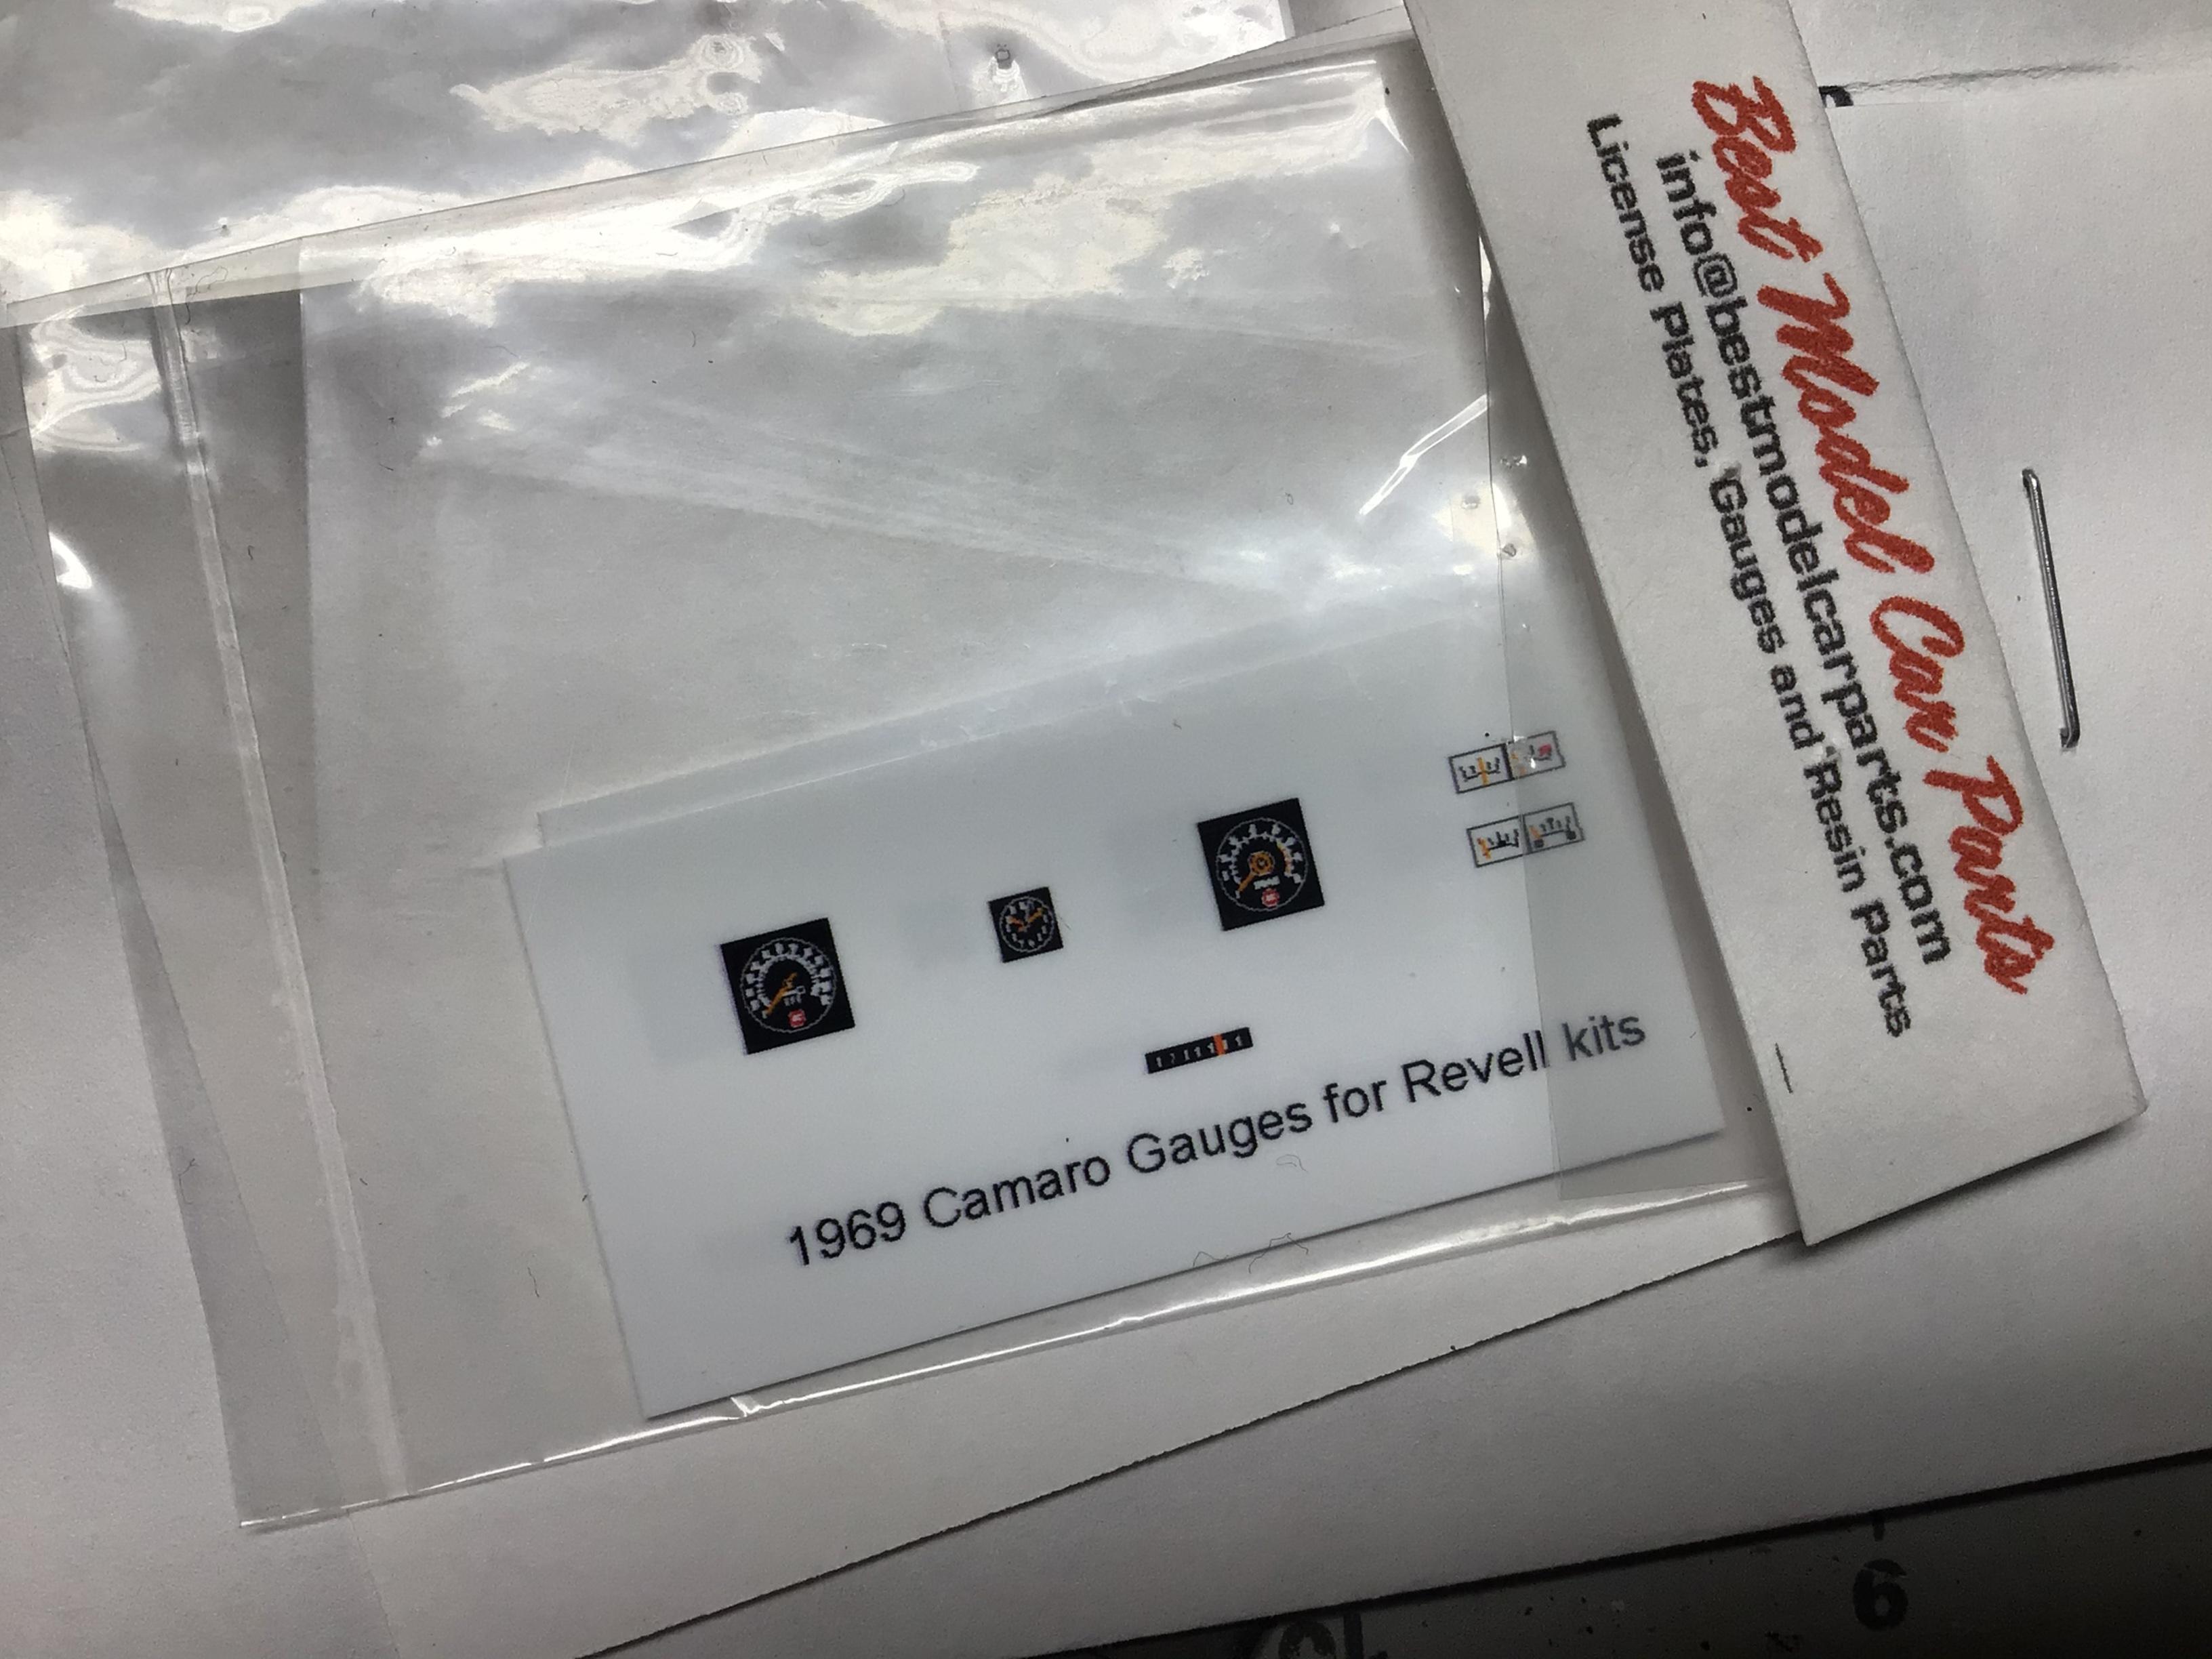 Best Model Car Parts
info@bestmodelcarparts.com
License Plates, Gauges and Resin Parts
1969 Camaro Gauges for Revell kits
6